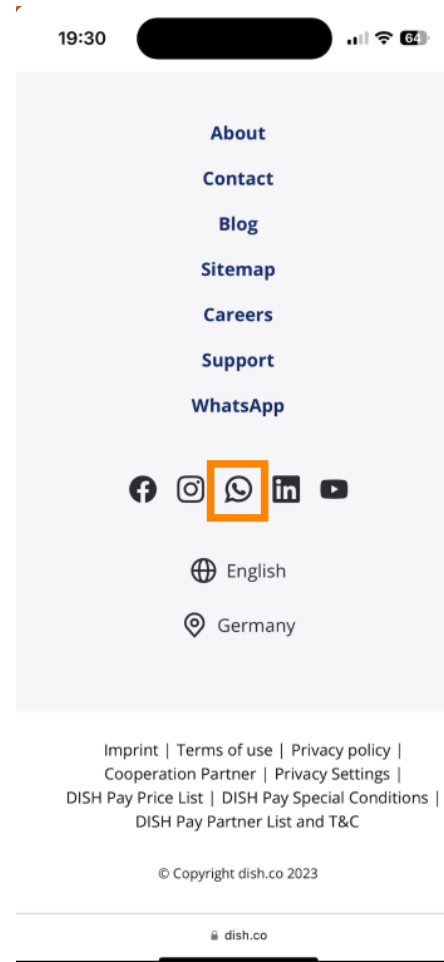 19:30
64
About
Contact
Blog
Sitemap
Careers
Support
WhatsApp
in
English
Germany
Imprint | Terms of use | Privacy policy |
Cooperation Partner | Privacy Settings |
DISH Pay Price List | DISH Pay Special Conditions |
DISH Pay Partner List and T&C
© Copyright dish.co 2023
dish.co